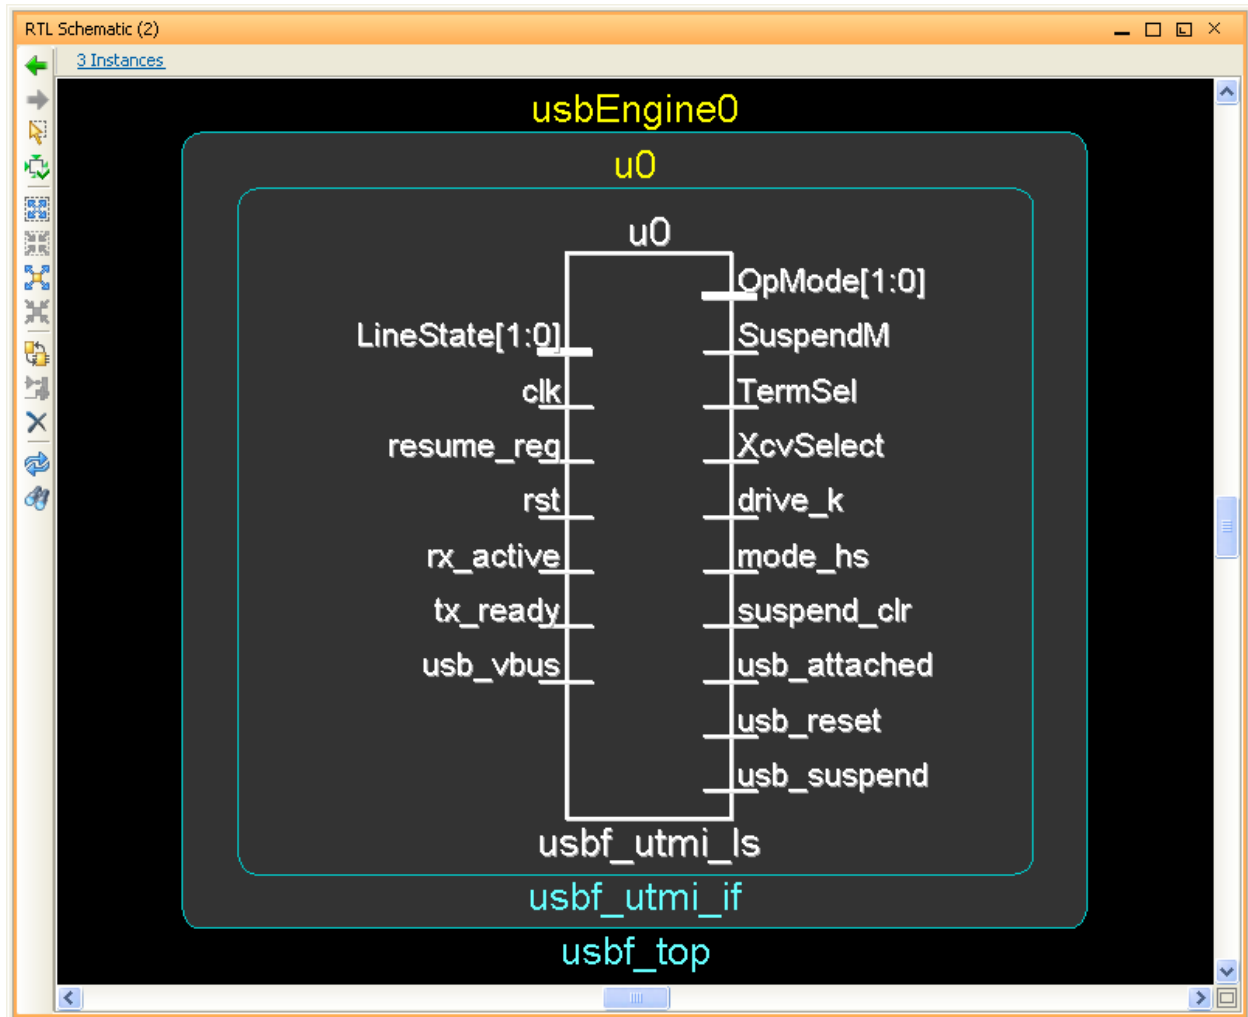 RTL Schematic (2)
3 Instances
usbEngine0
u0
u0
OpMode[1:0]
LineState[1:0]
SuspendM
clk
TermSel
resume_req
XcvSelect
rst
drive_k
rx_active
mode_hs
tx_ready
suspend_clr
usb_vbus
usb_attached
usb_reset
usb_suspend
usbf_utmi_ls
usbf_utmi_if
usbf_top